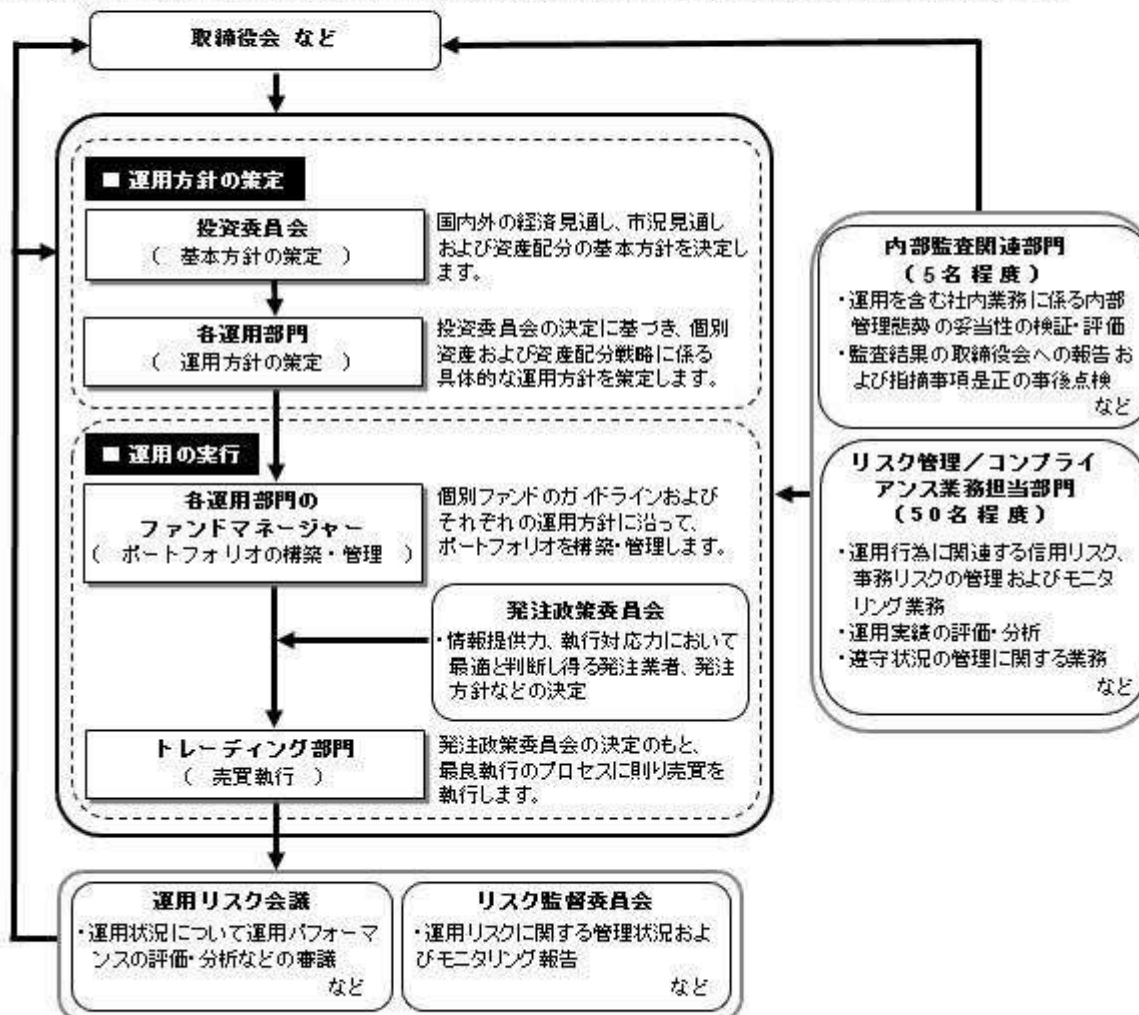 取締役会 など
■ 運用方針の策定
投資委員会
( 基本方針の策定 )
国内外の経済見通し、市況見通し
および資産配分の基本方針を決定し
ます。
各運用部門
( 運用方針の策定 )
投資委員会の決定に基づき、個別
資産および資産配分戦略に係る
具体的な運用方針を策定します。
■ 運用の実行
各運用部門の
ファンドマネージャー
( ポートフォリオの構築・管理 )
個別ファンドのガイドラインおよび
それぞれの運用方針に沿って、
ポートフォリオを構築・管理します。
発注政策委員会
・情報提供力、執行対応力において
最適と判断し得る発注業者、発注
方針などの決定
トレーディング部門
( 売買執行 )
発注政策委員会の決定のもと、
最良執行のプロセスに則り売買を
執行します。
運用リスク会議
・運用状況について運用パフォーマ
ンスの評価・分析などの審議
など
リスク監督委員会
・運用リスクに関する管理状況およ
びモニタリング報告
など
内部監査関連部門
(5名程度)
・運用を含む社内業務に係る内部
管理態勢の妥当性の検証・評価
・監査結果の取締役会への報告お
よび指摘事項是正の事後点検
など
リスク管理／コンプライ
アンス業務担当部門
(50名程度)
・運用行為に関連する信用リスク、
事務リスクの管理およびモニタ
リング業務
・運用実績の評価・分析
・遵守状況の管理に関する業務
など